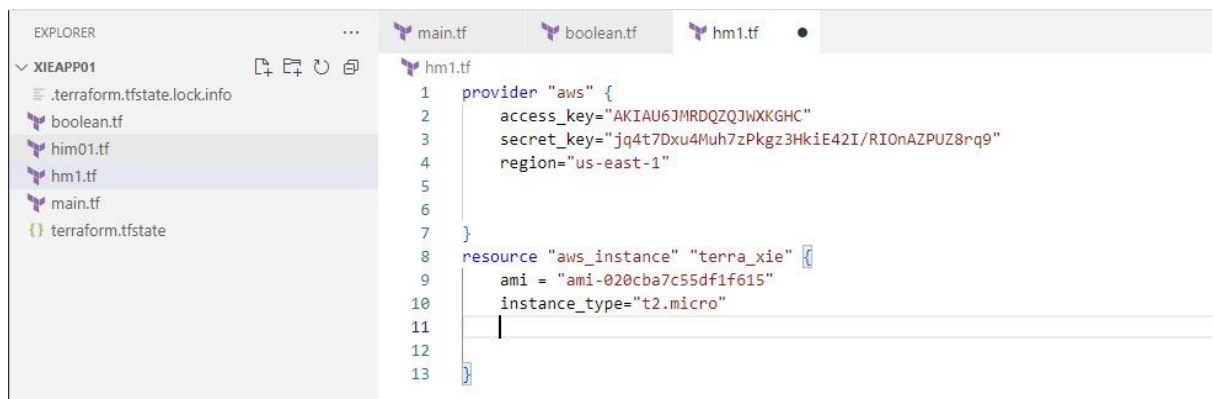 EXPLORER
...
main.tf
boolean.tf
hm1.tf
XIEAPP01
.terraform.tfstate.lock.info
boolean.tf
him01.tf
hm1.tf
main.tf
{} terraform.tfstate
hm1.tf
1 provider "aws" {
2 access_key="AKIAU6JMRDQZQJWXKGHC"
3 secret_key="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"
4 region="us-east-1"
5
6
7 }
8 resource "aws_instance" "terra_xie" {
9 ami = "ami-020cba7c55df1f615"
10 instance_type="t2.micro"
11
12
13 }